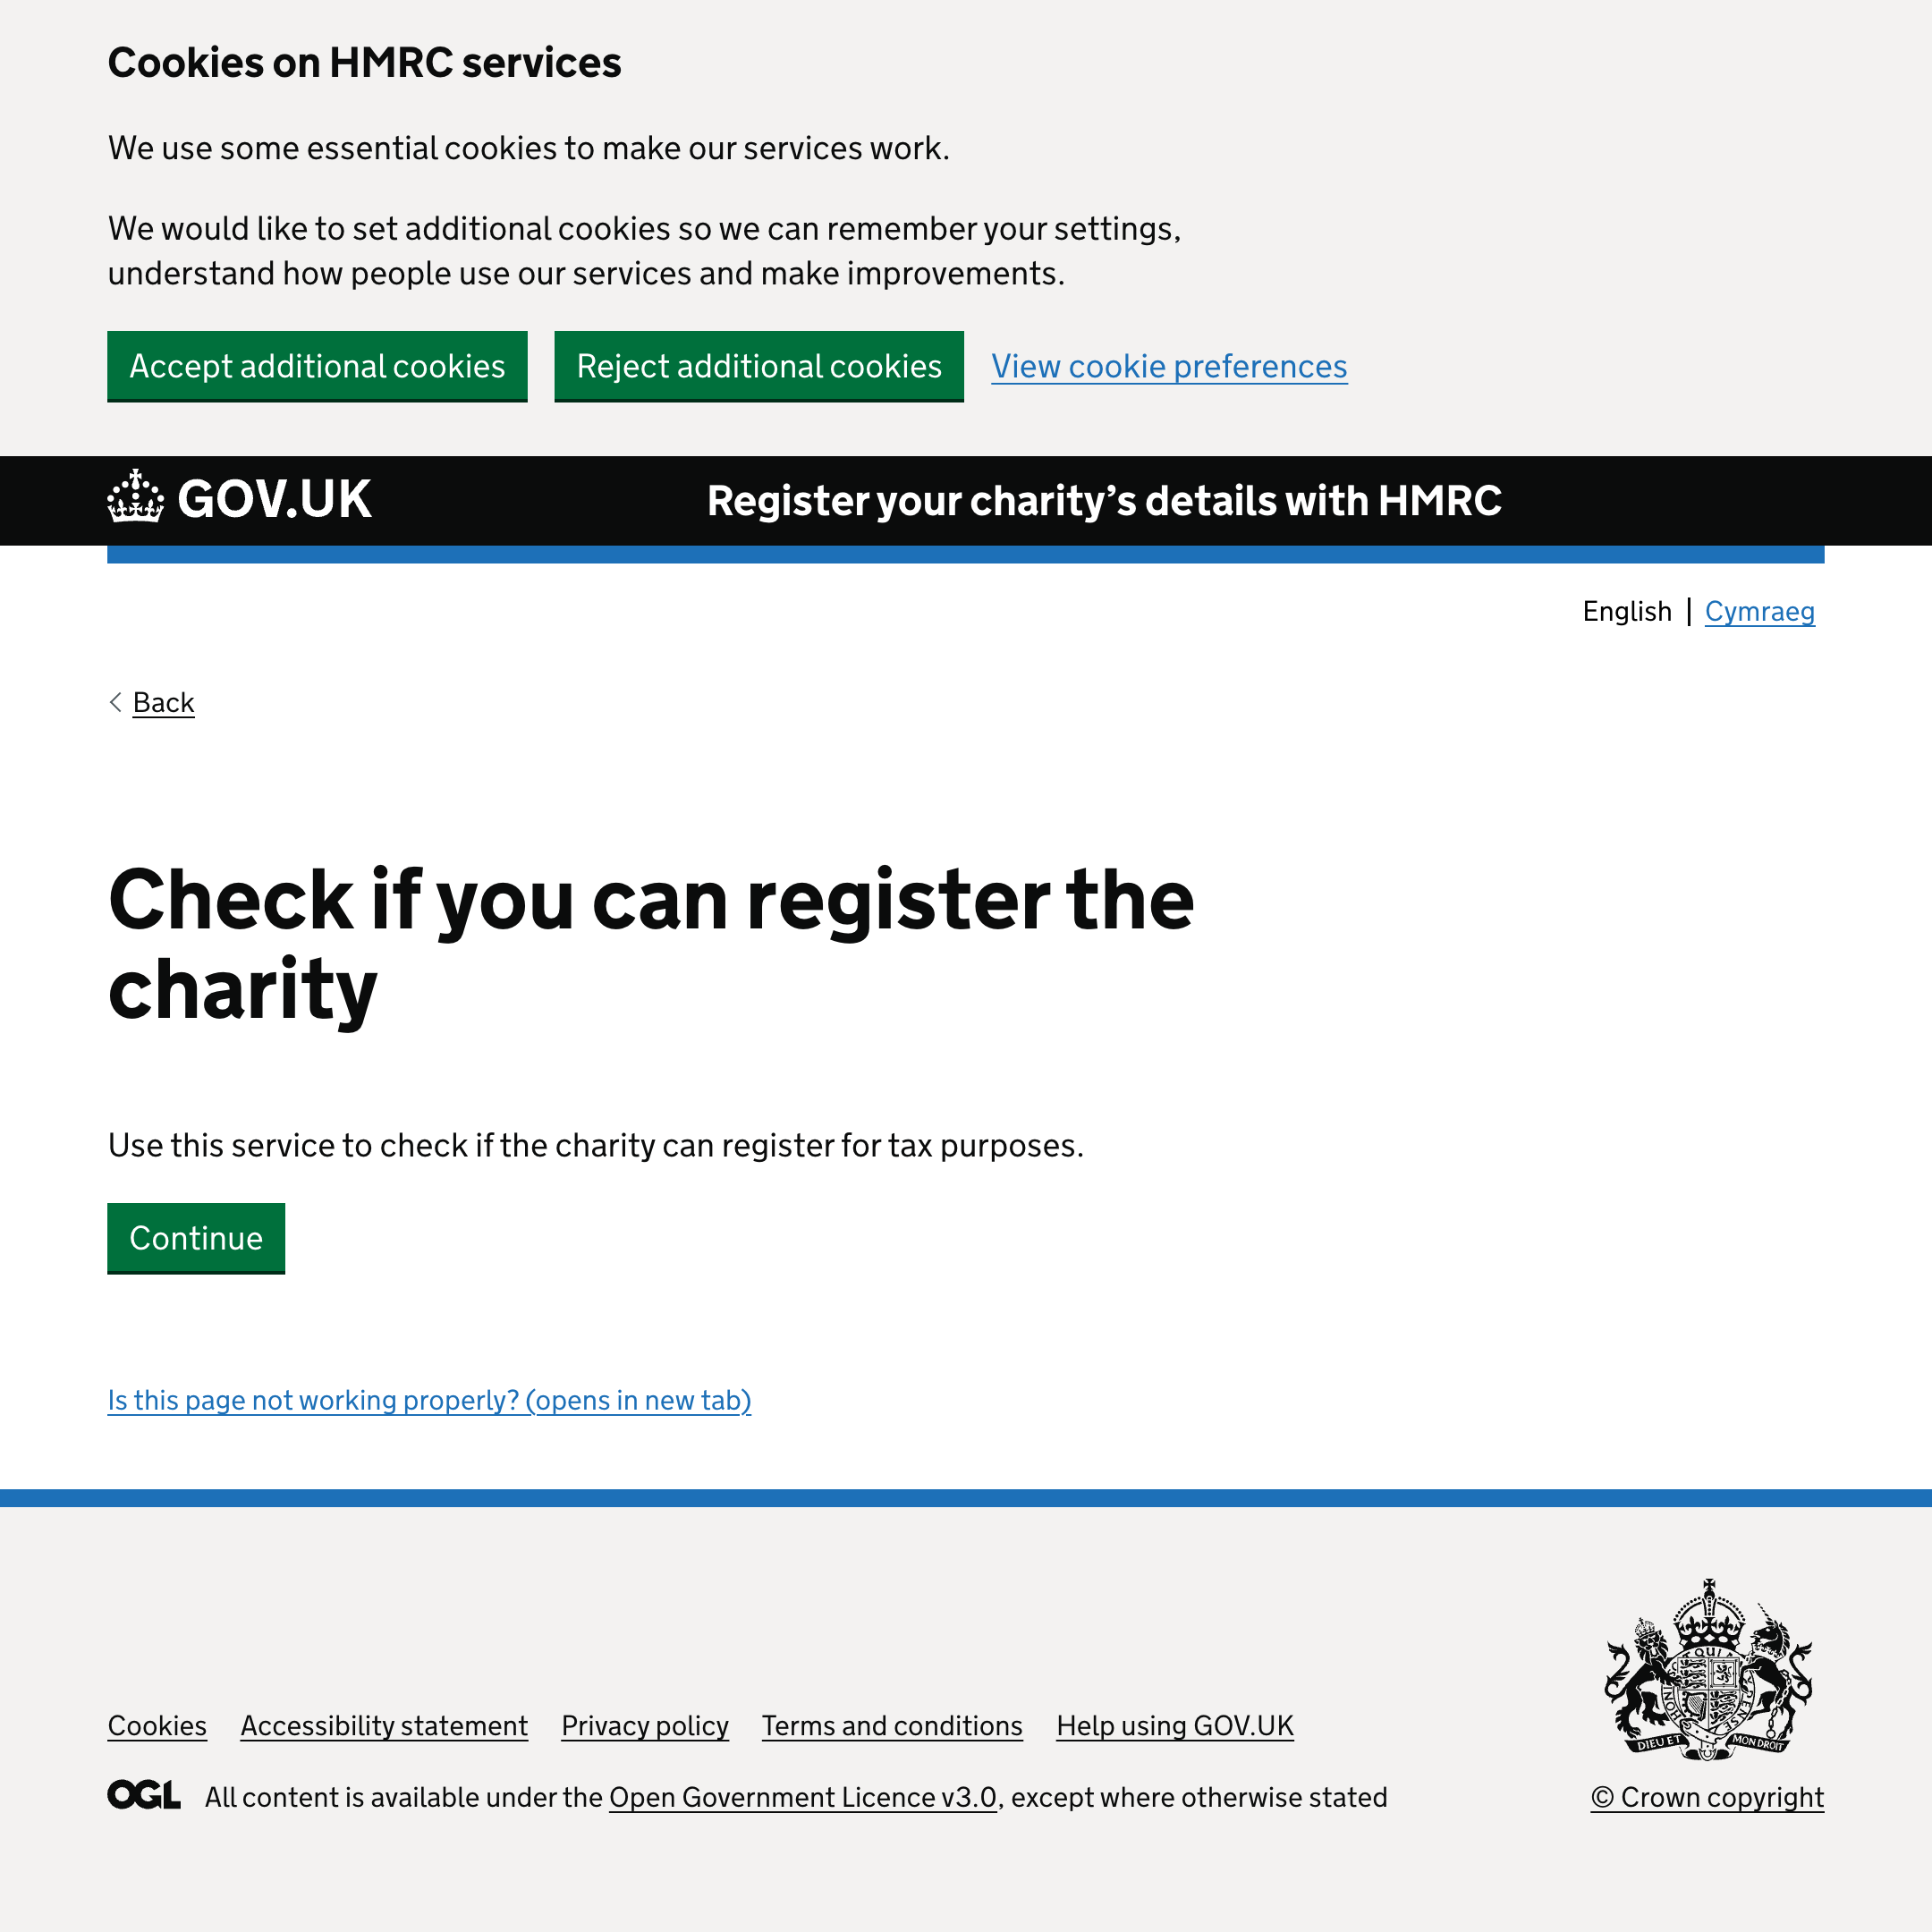 Cookies on HMRC services
We use some essential cookies to make our services work.
We would like to set additional cookies so we can remember your settings,
understand how people use our services and make improvements.
Accept additional cookies Reject additional cookies View cookie preferences
GOV.UK Register your charity’s details with HMRC
English | Cymraeg
Back
Check if you can register the
charity
Use this service to check if the charity can register for tax purposes.
Continue
Is this page not working properly? (opens in new tab)
Cookies Accessibility statement Privacy policy Terms and conditions Help using GOV.UK
DIEU ET MON DROIT
OGL All content is available under the Open Government Licence v3.0, except where otherwise stated
© Crown copyright